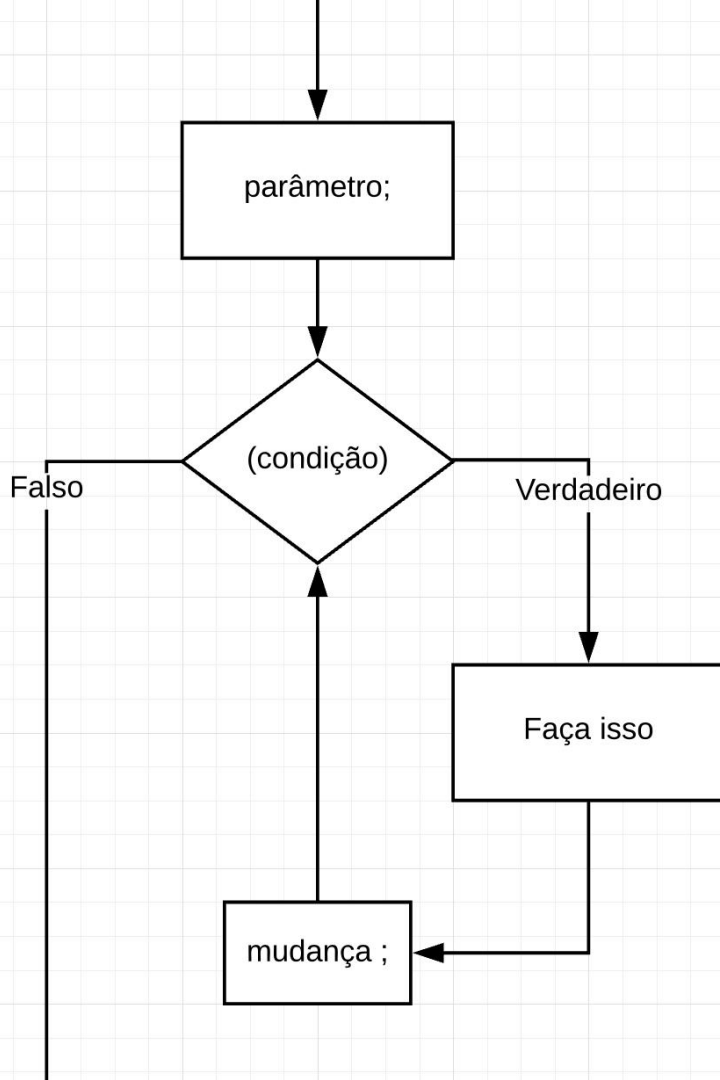 parâmetro;
(condição)
Falso
Verdadeiro
Faça isso
mudança ;